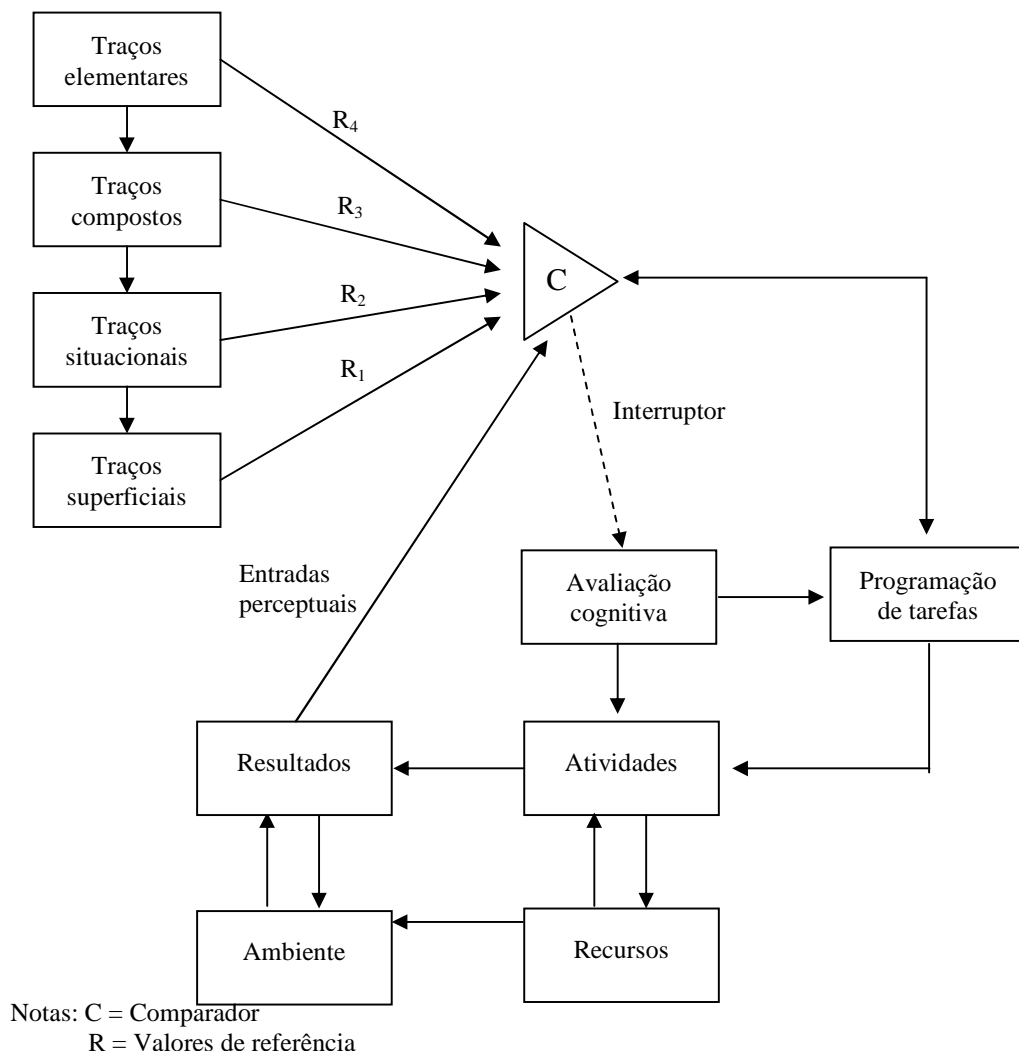 Traços
elementares
R₄
Traços
compostos
R₃
C
Traços
situacionais
R₂
R₁
Interruptor
Traços
superficiais
Entradas
perceptuais
Avaliação
cognitiva
Programação
de tarefas
Resultados
Atividades
Ambiente
Recursos
Notas: C = Comparador
R = Valores de referência